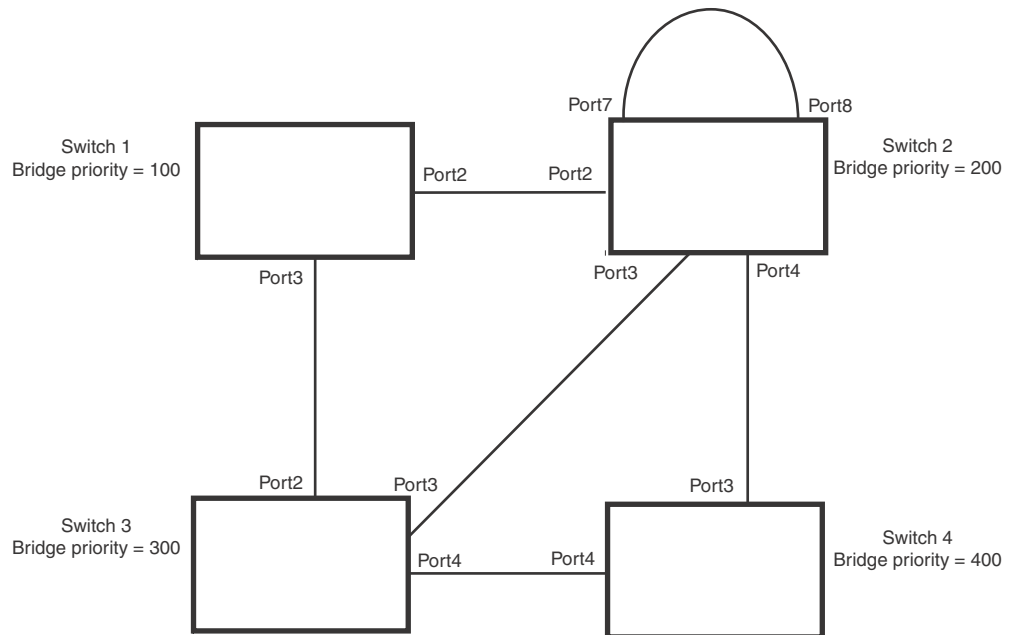 Port7
Port8
Switch 1
Bridge priority = 100
Port2
Port2
Switch 2
Bridge priority = 200
Port3
Port3
Port4
Port2
Port3
Port3
Switch 3
Bridge priority = 300
Port4
Port4
Switch 4
Bridge priority = 400